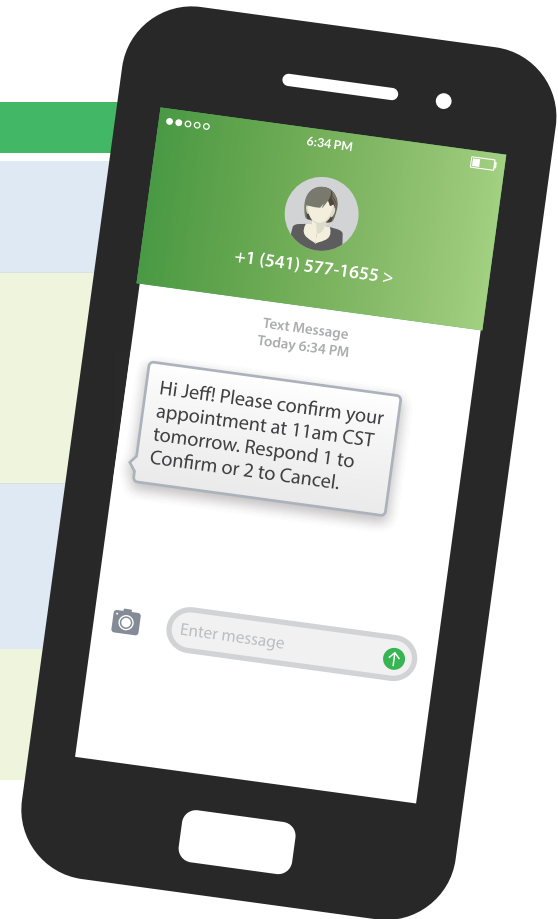 6:34 PM
+1 (541) 577-1655 >
Text Message
Today 6:34 PM
Hi Jeff! Please confirm your
appointment at 11am CST
tomorrow. Respond 1 to
Confirm or 2 to Cancel.
Enter message